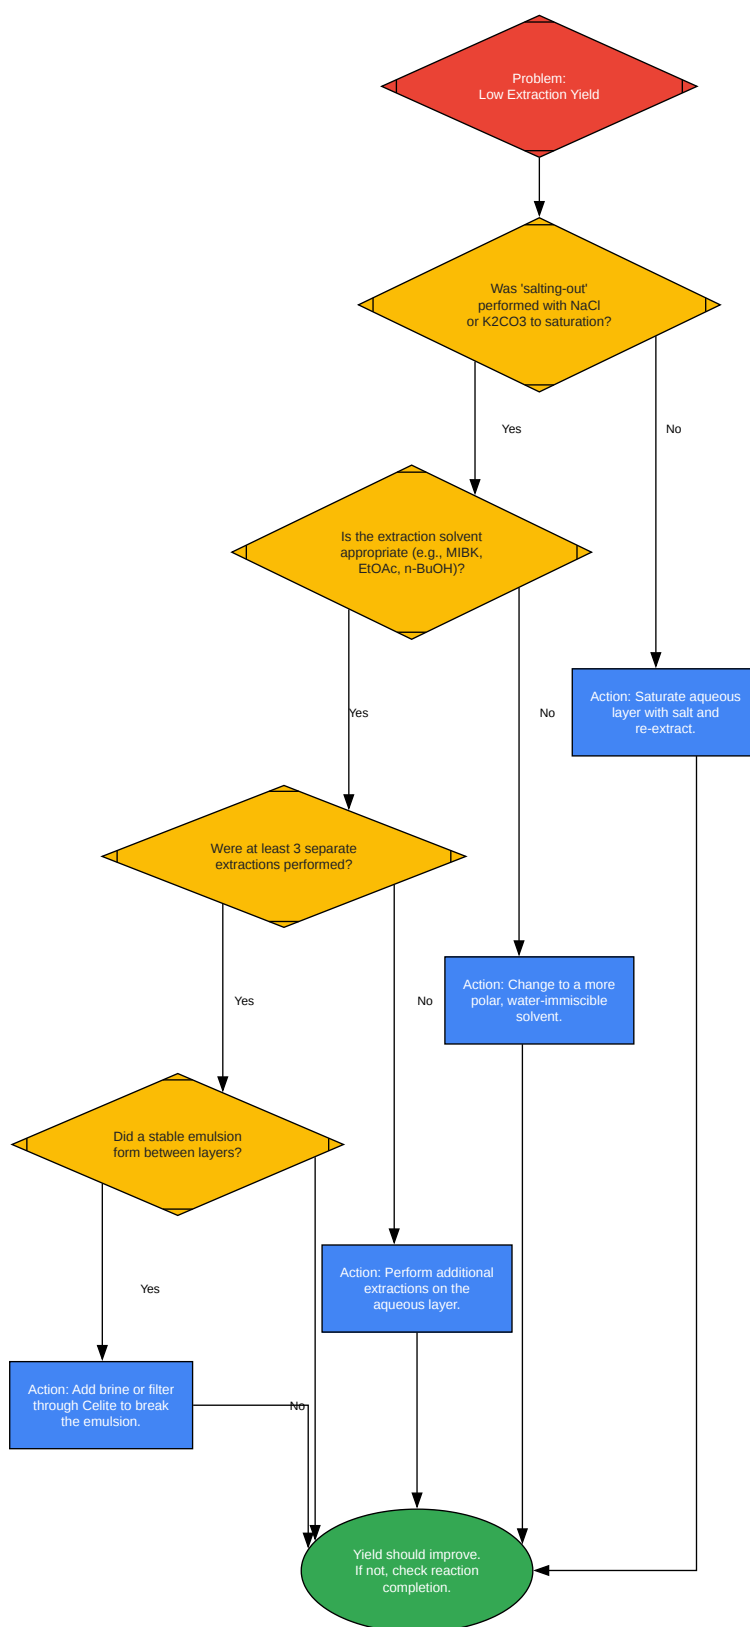 Problem:
Low Extraction Yield
Was 'salting-out'
performed with NaCl
or K2CO3 to saturation?
Yes
No
Is the extraction solvent
appropriate (e.g., MIBK,
EtOAc, n-BuOH)?
Action: Saturate aqueous
layer with salt and
re-extract.
Yes
No
Were at least 3 separate
extractions performed?
Action: Change to a more
polar, water-immiscible
solvent.
Yes
No
Did a stable emulsion
form between layers?
Action: Perform additional
extractions on the
aqueous layer.
Yes
Action: Add brine or filter
through Celite to break
the emulsion.
No
Yield should improve.
If not, check reaction
completion.